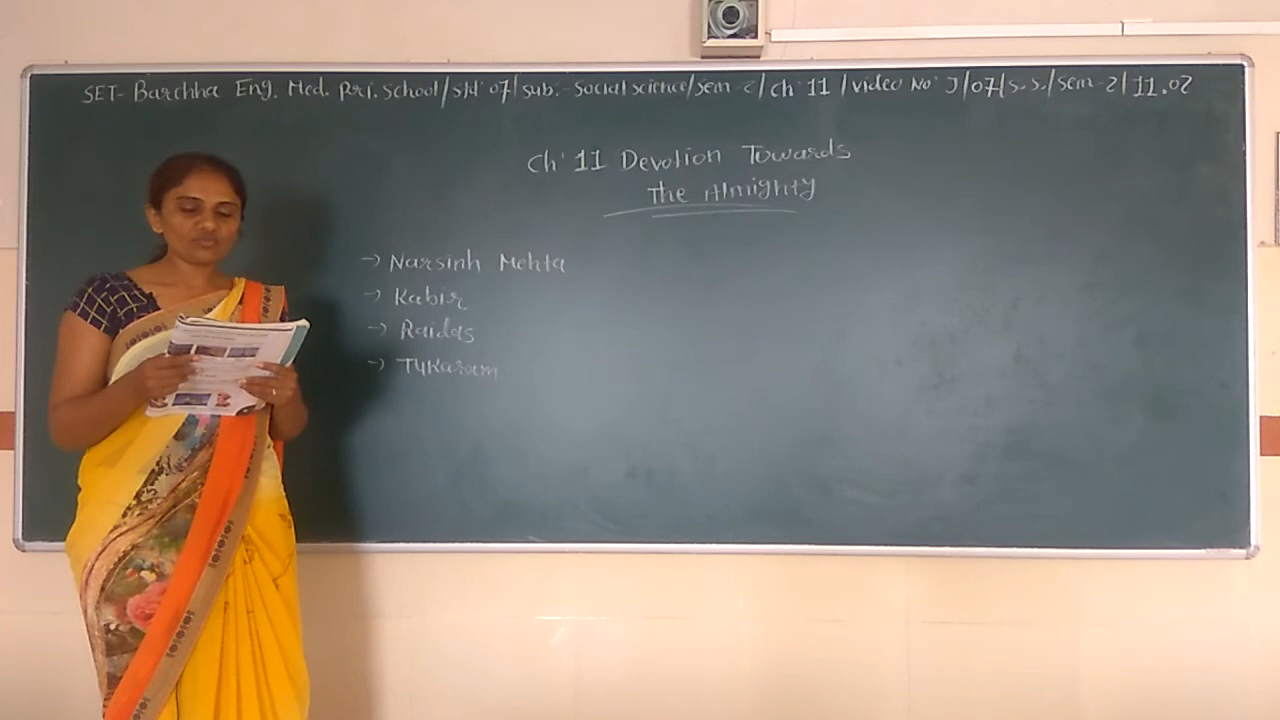 SET- Barchha Eng. Med. Pri. School/std' 07/sub:- Social science/sem-2/ch' 11/video No: J/07/S.S./Sem-2/11.02
Ch' 11 Devotion Towards
The Almighty
→ Narsinh Mehta
→ Kabir
→ Raidas
→ Tukaram